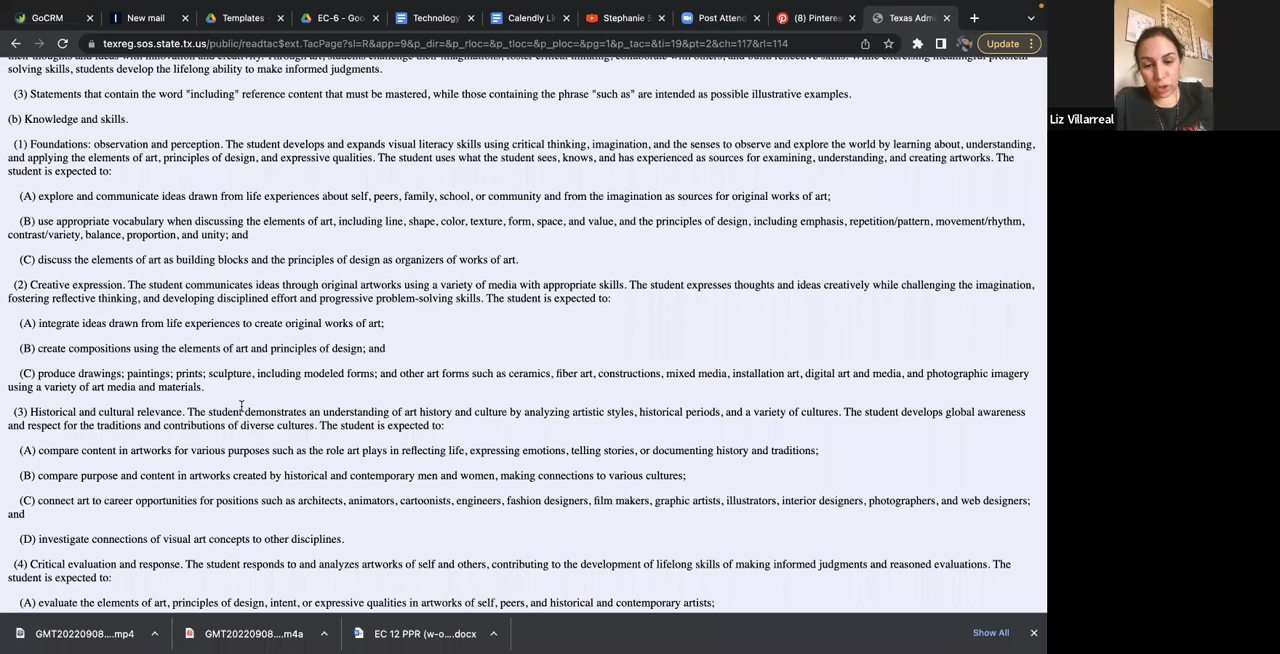 GoCRM
New mail
Templates -
EC-6 - Goo
Technology
Calendly Li
Stephanie S
Post Attend
(8) Pinteres
Texas Admi
texreg.sos.state.tx.us/public/readtac$ext.TacPage?sl=R&app=9&p_dir=&p_rloc=&p_tloc=&p_ploc=&pg=1&p_tac=&ti=19&pt=2&ch=117&rl=114
Update
solving skills, students develop the lifelong ability to make informed judgments.
(3) Statements that contain the word "including" reference content that must be mastered, while those containing the phrase "such as" are intended as possible illustrative examples.
(b) Knowledge and skills.
(1) Foundations: observation and perception. The student develops and expands visual literacy skills using critical thinking, imagination, and the senses to observe and explore the world by learning about, understanding,
and applying the elements of art, principles of design, and expressive qualities. The student uses what the student sees, knows, and has experienced as sources for examining, understanding, and creating artworks. The
student is expected to:
(A) explore and communicate ideas drawn from life experiences about self, peers, family, school, or community and from the imagination as sources for original works of art;
(B) use appropriate vocabulary when discussing the elements of art, including line, shape, color, texture, form, space, and value, and the principles of design, including emphasis, repetition/pattern, movement/rhythm,
contrast/variety, balance, proportion, and unity; and
(C) discuss the elements of art as building blocks and the principles of design as organizers of works of art.
(2) Creative expression. The student communicates ideas through original artworks using a variety of media with appropriate skills. The student expresses thoughts and ideas creatively while challenging the imagination,
fostering reflective thinking, and developing disciplined effort and progressive problem-solving skills. The student is expected to:
(A) integrate ideas drawn from life experiences to create original works of art;
(B) create compositions using the elements of art and principles of design; and
(C) produce drawings; paintings; prints; sculpture, including modeled forms; and other art forms such as ceramics, fiber art, constructions, mixed media, installation art, digital art and media, and photographic imagery
using a variety of art media and materials.
(3) Historical and cultural relevance. The student demonstrates an understanding of art history and culture by analyzing artistic styles, historical periods, and a variety of cultures. The student develops global awareness
and respect for the traditions and contributions of diverse cultures. The student is expected to:
(A) compare content in artworks for various purposes such as the role art plays in reflecting life, expressing emotions, telling stories, or documenting history and traditions;
(B) compare purpose and content in artworks created by historical and contemporary men and women, making connections to various cultures;
(C) connect art to career opportunities for positions such as architects, animators, cartoonists, engineers, fashion designers, film makers, graphic artists, illustrators, interior designers, photographers, and web designers;
and
(D) investigate connections of visual art concepts to other disciplines.
(4) Critical evaluation and response. The student responds to and analyzes artworks of self and others, contributing to the development of lifelong skills of making informed judgments and reasoned evaluations. The
student is expected to:
(A) evaluate the elements of art, principles of design, intent, or expressive qualities in artworks of self, peers, and historical and contemporary artists;
GMT20220908....mp4
GMT20220908....m4a
EC 12 PPR (w-o....docx
Show All
Liz Villarreal